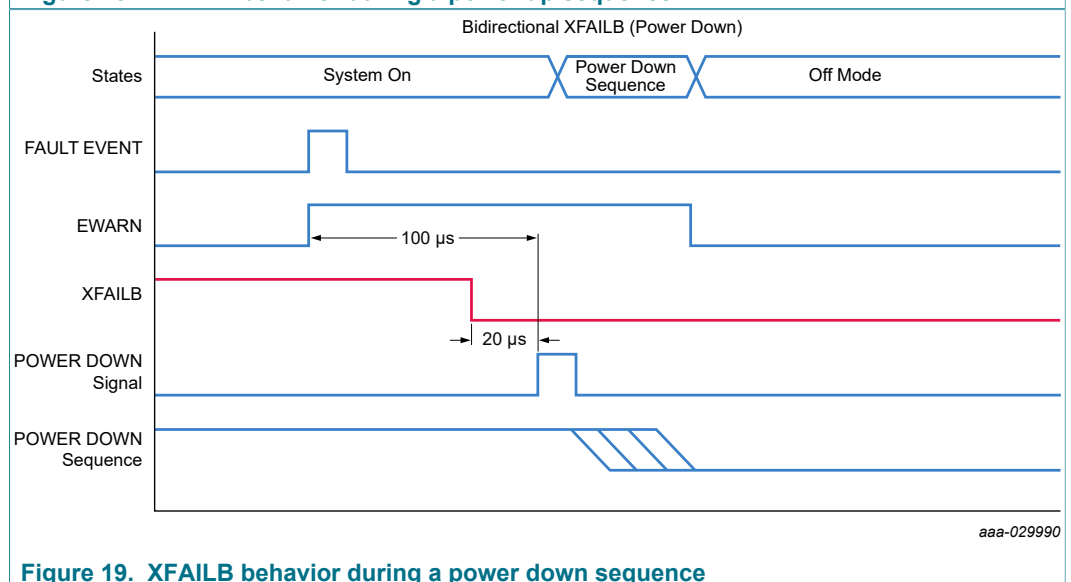 Bidirectional XFAILB (Power Down)
States
System On
Power Down
Sequence
Off Mode
FAULT EVENT
EWARN
100 µs
XFAILB
20 µs
POWER DOWN
Signal
POWER DOWN
Sequence
aaa-029990
Figure 19. XFAILB behavior during a power down sequence